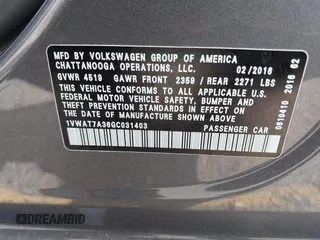 MFD BY VOLKSWAGEN GROUP OF AMERICA
CHATTANOOGA OPERATIONS, LLC. 02/2016
GVWR 4519 GAWR FRONT 2359 / REAR 2271 LBS
THIS VEHICLE CONFORMS TO ALL APPLICABLE
FEDERAL MOTOR VEHICLE SAFETY, BUMPER AND
THEFT PREVENTION STANDARDS IN EFFECT ON
THE DATE OF MANUFACTURE SHOWN ABOVE
1VWAT7A36GC031403 PASSENGER CAR
0610410 2016 02
DREAMBID